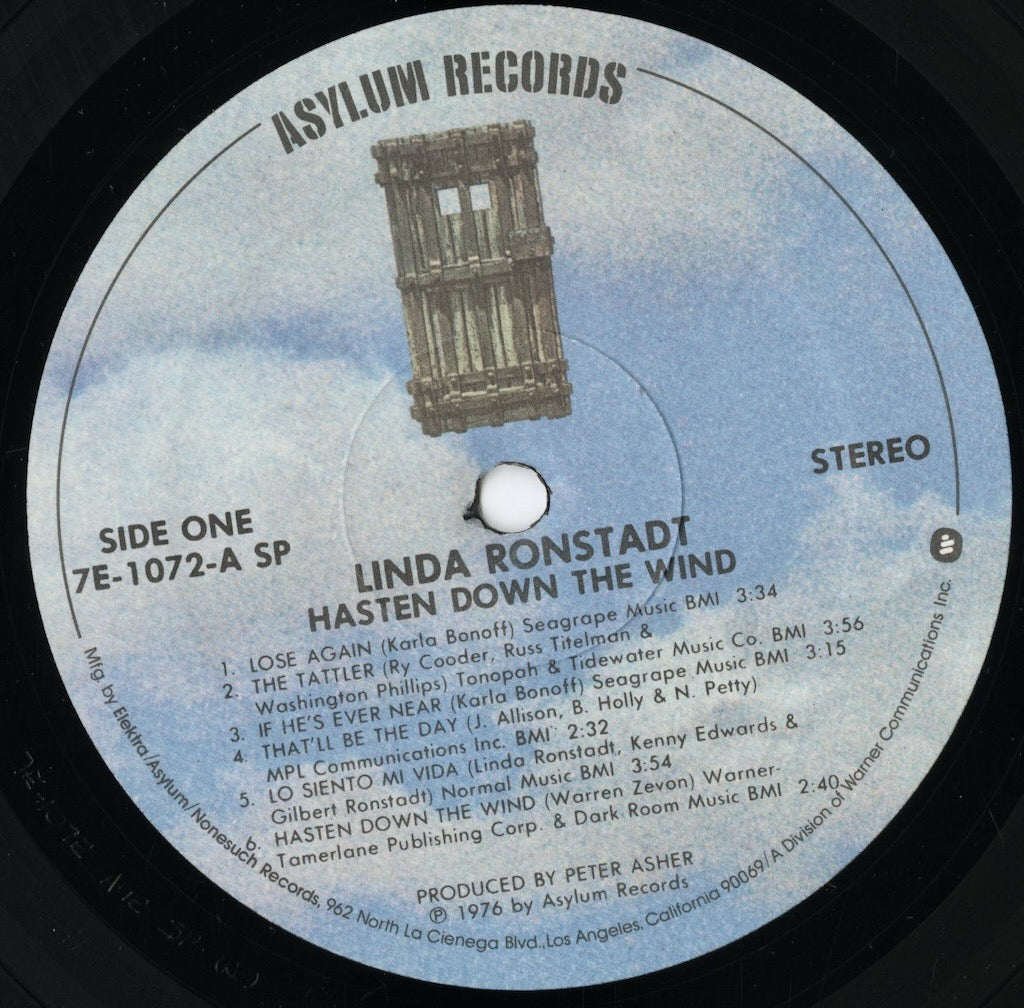 ASYLUM RECORDS
STEREO
SIDE ONE
7E-1072-A SP
LINDA RONSTADT
HASTEN DOWN THE WIND
1. LOSE AGAIN (Karla Bonoff) Seagrape Music BMI 3:34
2. THE TATTLER (Ry Cooder, Russ Titelman &
Washington Phillips) Tonopah & Tidewater Music Co. BMI 3:56
3. IF HE'S EVER NEAR (Karla Bonoff) Seagrape Music BMI 3:15
4. THAT'LL BE THE DAY (J. Allison, B. Holly & N. Petty)
MPL Communications Inc. BMI 2:32
5. LO SIENTO MI VIDA (Linda Ronstadt, Kenny Edwards &
Gilbert Ronstadt) Normal Music BMI 3:54
6. HASTEN DOWN THE WIND (Warren Zevon) Warner-
Tamerlane Publishing Corp. & Dark Room Music BMI 2:40
PRODUCED BY PETER ASHER
℗ 1976 by Asylum Records
Mfg. by Elektra/Asylum/Nonesuch Records, 962 North La Cienega Blvd., Los Angeles, California 90069/A Division of Warner Communications Inc.